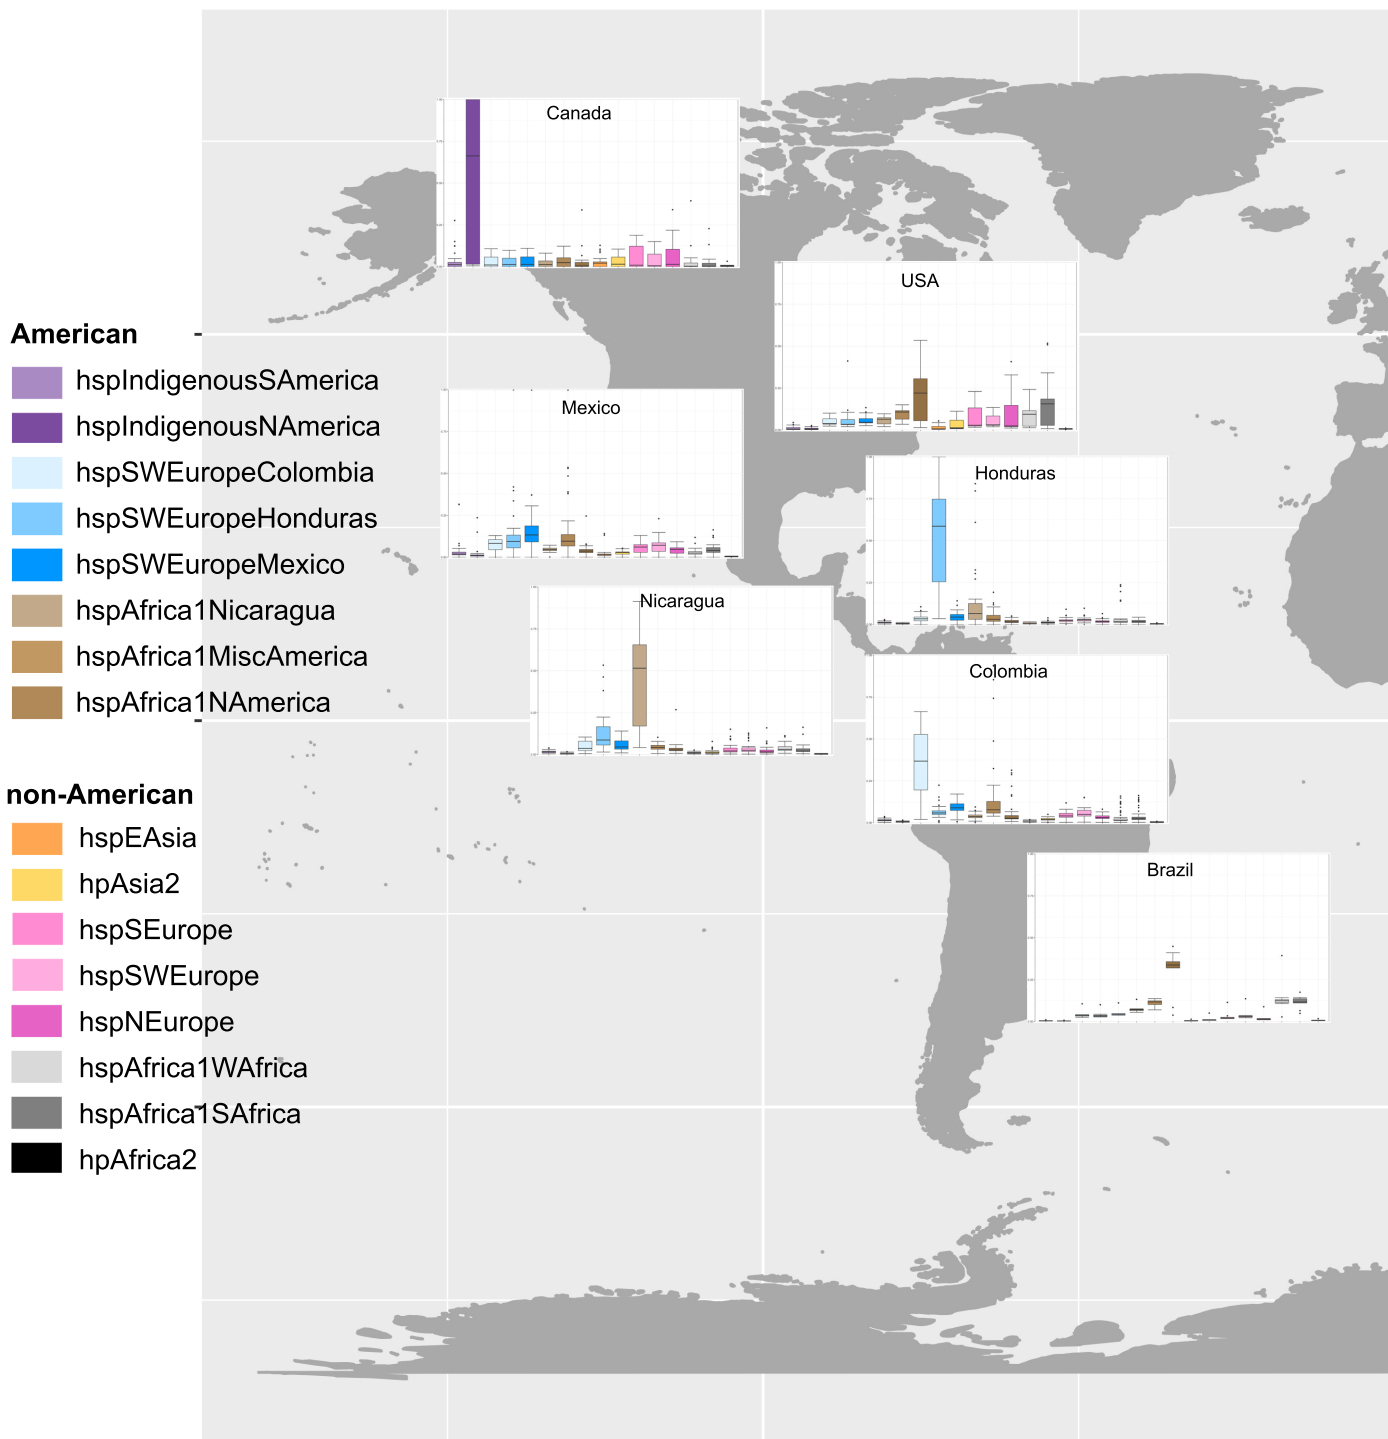 Canada
USA
American
hspIndigenousSAmerica
hspIndigenousNAmerica
hspSWEuropeColombia
hspSWEuropeHonduras
hspSWEuropeMexico
hspAfrica1Nicaragua
hspAfrica1MiscAmerica
hspAfrica1NAmerica
Mexico
Honduras
Nicaragua
Colombia
non-American
hspEAsia
hpAsia2
hspSEurope
hspSWEurope
hspNEurope
hspAfrica1WAfrica
hspAfrica1SAfrica
hpAfrica2
Brazil